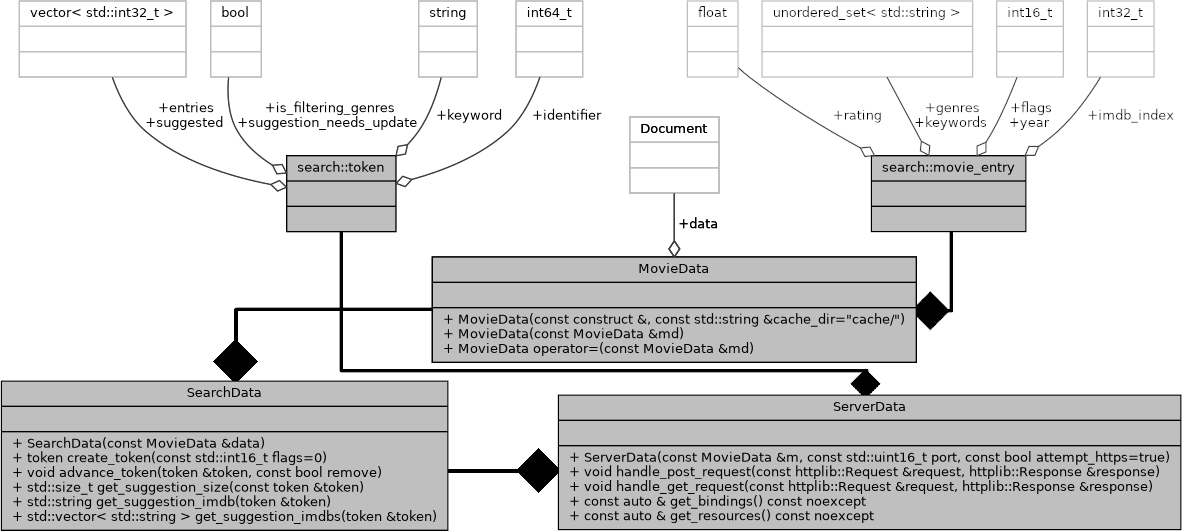 vector< std::int32_t >
bool
string
int64_t
float
unordered_set< std::string >
int16_t
int32_t
+entries
+suggested
+is_filtering_genres
+suggestion_needs_update
+keyword
+identifier
+rating
+genres
+keywords
+flags
+year
+imdb_index
Document
search::token
search::movie_entry
+data
MovieData
+ MovieData(const construct &, const std::string &cache_dir="cache/")
+ MovieData(const MovieData &md)
+ MovieData operator=(const MovieData &md)
SearchData
+ SearchData(const MovieData &data)
+ token create_token(const std::int16_t flags=0)
+ void advance_token(token &token, const bool remove)
+ std::size_t get_suggestion_size(const token &token)
+ std::string get_suggestion_imdb(token &token)
+ std::vector< std::string > get_suggestion_imdbs(token &token)
ServerData
+ ServerData(const MovieData &m, const std::uint16_t port, const bool attempt_https=true)
+ void handle_post_request(const httplib::Request &request, httplib::Response &response)
+ void handle_get_request(const httplib::Request &request, httplib::Response &response)
+ const auto & get_bindings() const noexcept
+ const auto & get_resources() const noexcept